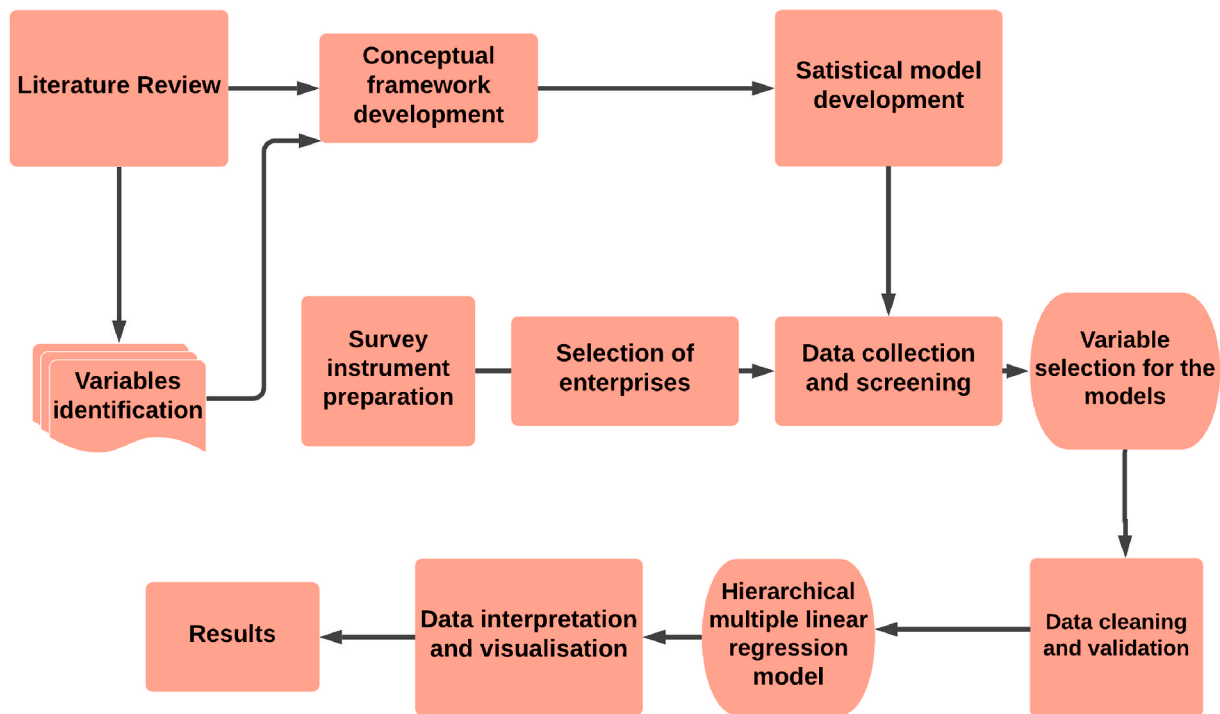 Literature Review
Conceptual
framework
development
Satistical model
development
Variables
identification
Survey
instrument
preparation
Selection of
enterprises
Data collection
and screening
Variable
selection for the
models
Results
Data interpretation
and visualisation
Hierarchical
multiple linear
regression
model
Data cleaning
and validation